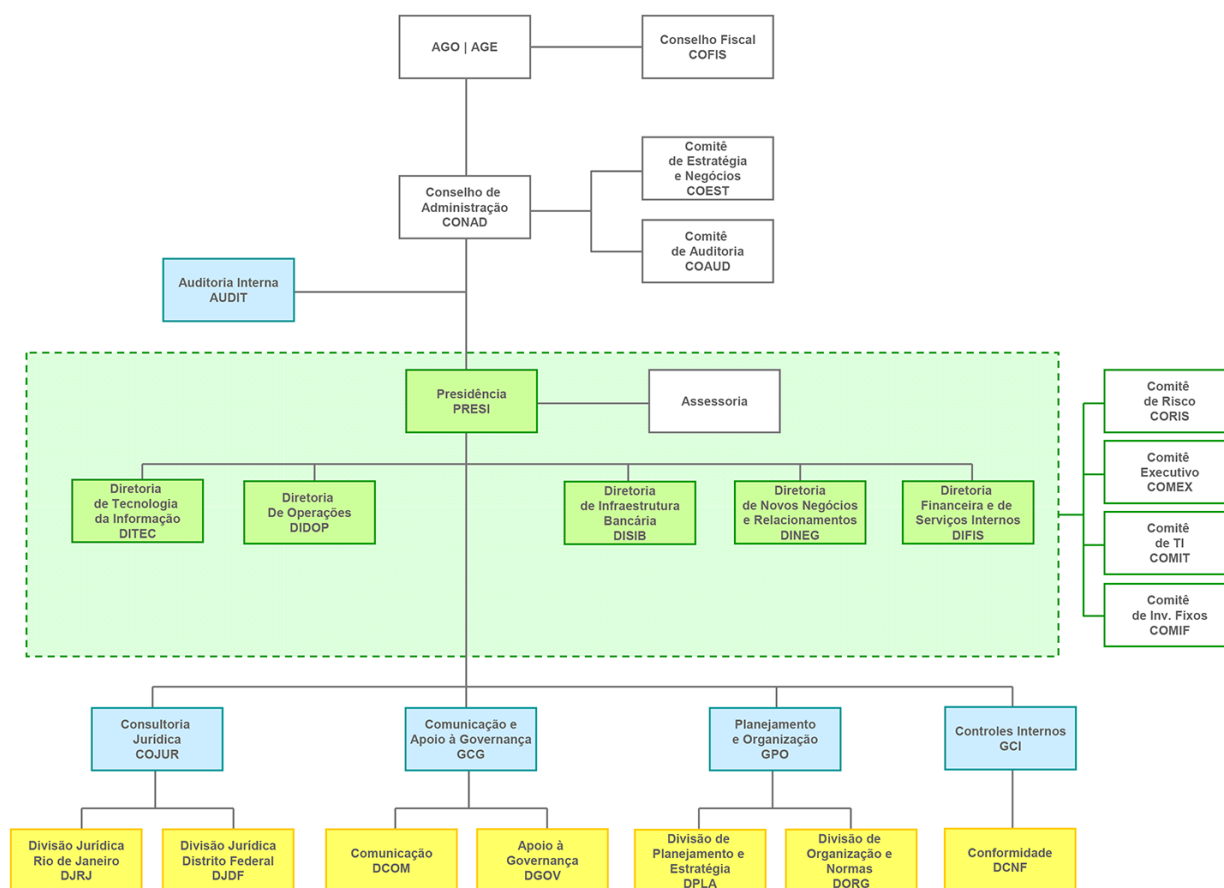 AGO | AGE
Conselho Fiscal
COFIS
Comitê
de Estratégia
e Negócios
COEST
Conselho de
Administração
CONAD
Comitê
de Auditoria
COAUD
Auditoria Interna
AUDIT
Presidência
PRESI
Assessoria
Comitê
de Risco
CORIS
Comitê
Executivo
COMEX
Comitê
de TI
COMIT
Comitê
de Inv. Fixos
COMIF
Diretoria
de Tecnologia
da Informação
DITEC
Diretoria
De Operações
DIDOP
Diretoria
de Infraestrutura
Bancária
DISIB
Diretoria
de Novos Negócios
e Relacionamentos
DINEG
Diretoria
Financeira e de
Serviços Internos
DIFIS
Consultoria
Jurídica
COJUR
Comunicação e
Apoio à Governança
GCG
Planejamento
e Organização
GPO
Controles Internos
GCI
Divisão Jurídica
Rio de Janeiro
DJRJ
Divisão Jurídica
Distrito Federal
DJDF
Comunicação
DCOM
Apoio à
Governança
DGOV
Divisão de
Planejamento e
Estratégia
DPLA
Divisão de
Organização e
Normas
DORG
Conformidade
DCNF